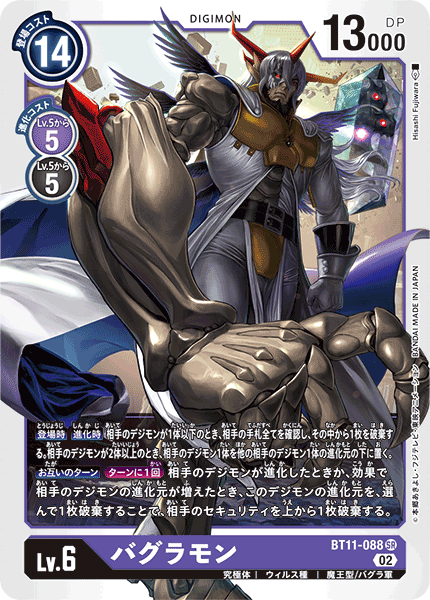 登場コスト
14
DIGIMON
DP
13000
進化コスト
Lv.5から
5
Lv.5から
5
Hisashi Fujiwara
登場時 進化時 相手のデジモンが1体以下のとき、相手の手札全てを確認し、その中から1枚を破棄す
る。相手のデジモンが2体以上のとき、相手のデジモン1体を他の相手のデジモン1体の進化元の下に置く。
お互いのターン ターンに1回 相手のデジモンが進化したときか、効果で
相手のデジモンの進化元が増えたとき、このデジモンの進化元を、選
んで1枚破棄することで、相手のセキュリティを上から1枚破棄する。
©本郷あきよし・フジテレビ・東映アニメーション BANDAI MADE IN JAPAN
BT11-088 SR
Lv.6
バグラモン
02
究極体 | ウィルス種 | 魔王型/バグラ軍